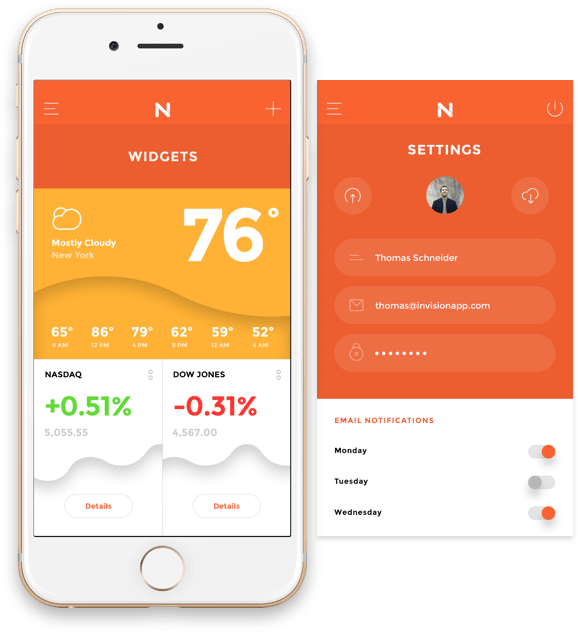 N
WIDGETS
76°
Mostly Cloudy
New York
65° 86° 79° 62° 59° 52°
8 AM 12 PM 4 PM 8 PM 12 AM 4 AM
NASDAQ
+0.51%
5,055.55
Details
DOW JONES
-0.31%
4,567.00
Details
N
SETTINGS
Thomas Schneider
thomas@invisionapp.com
EMAIL NOTIFICATIONS
Monday
Tuesday
Wednesday